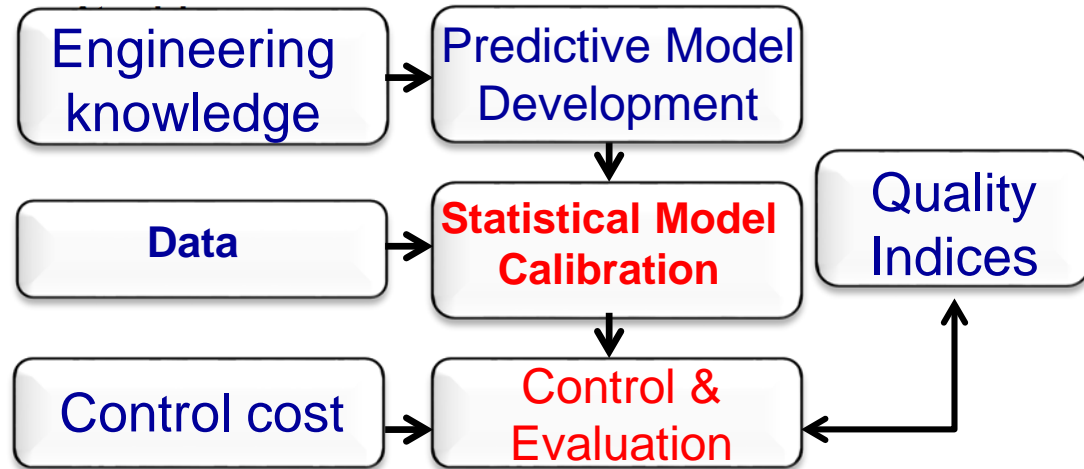 Engineering
knowledge
Predictive Model
Development
Data
Statistical Model
Calibration
Quality
Indices
Control cost
Control &
Evaluation